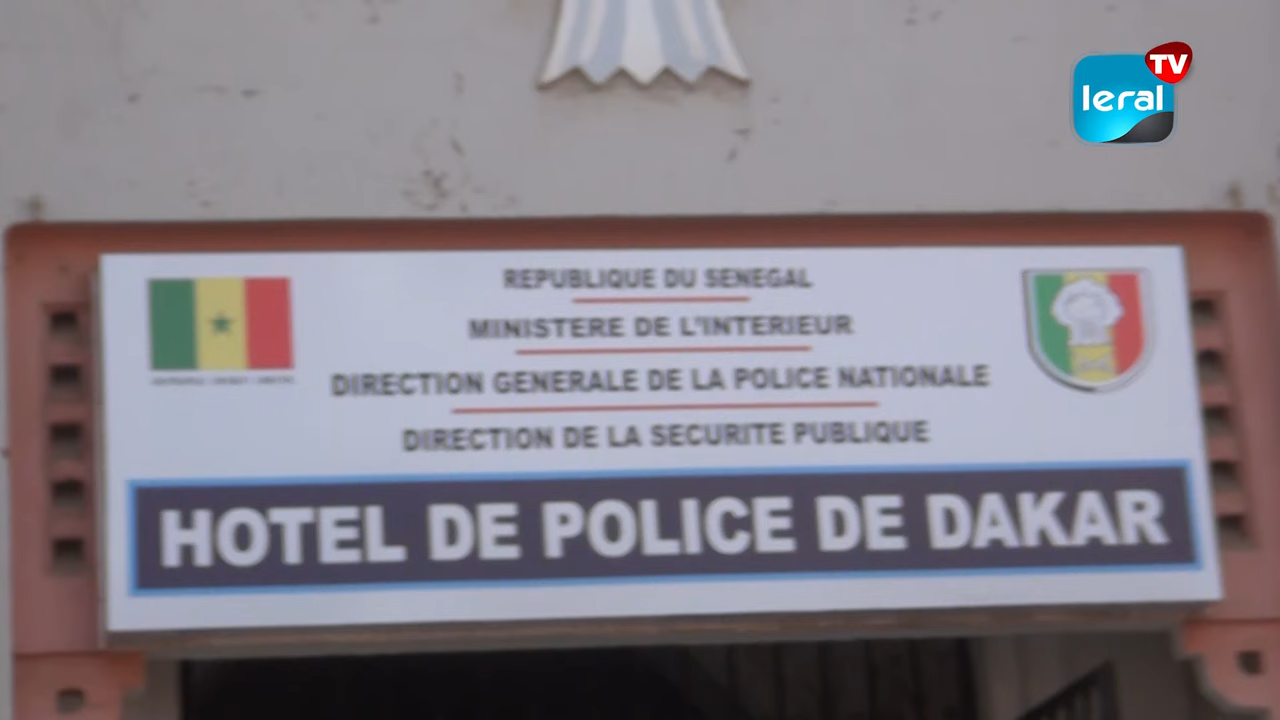 TV
leral
REPUBLIQUE DU SENEGAL
MINISTERE DE L'INTERIEUR
DIRECTION GENERALE DE LA POLICE NATIONALE
DIRECTION DE LA SECURITE PUBLIQUE
HOTEL DE POLICE DE DAKAR